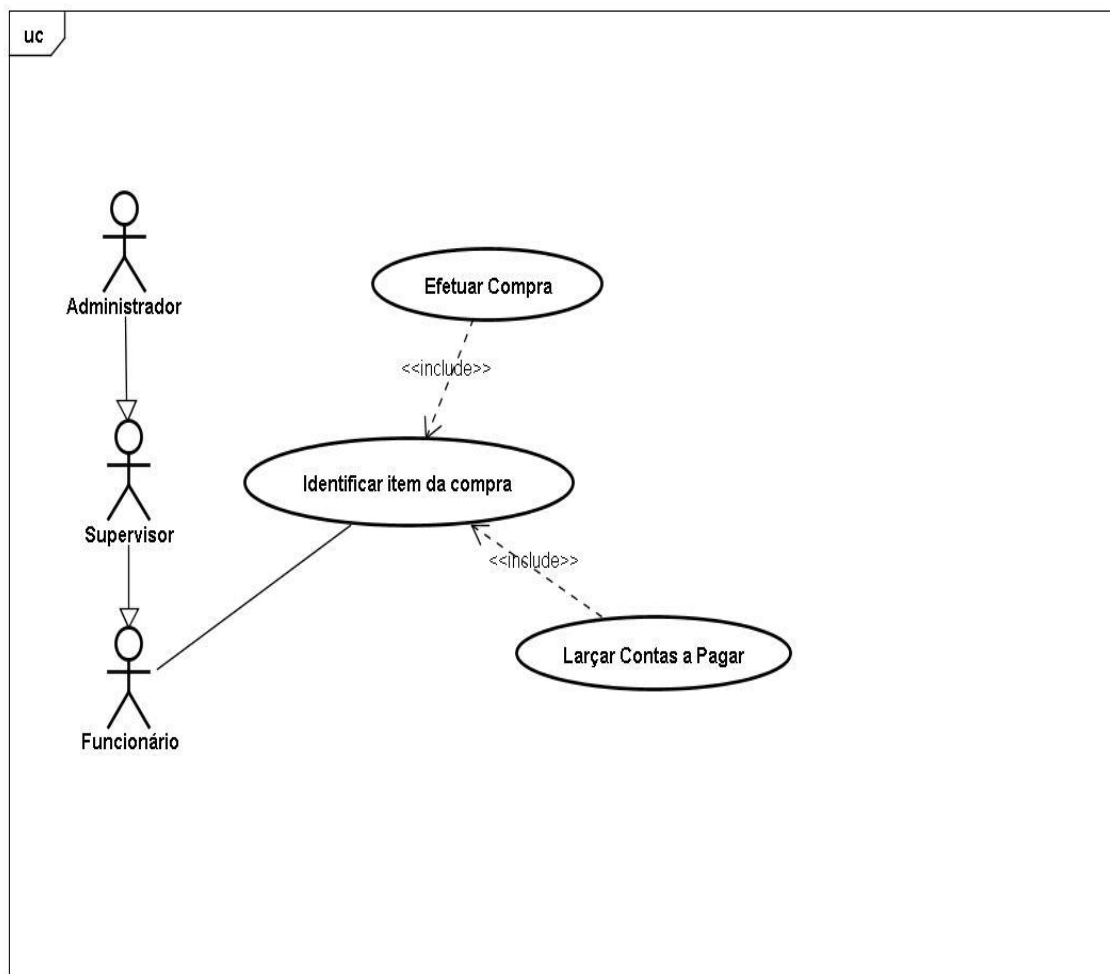 uc
Administrador
Efetuar Compra
<<include>>
Identificar item da compra
Supervisor
<<include>>
Larçar Contas a Pagar
Funcionário